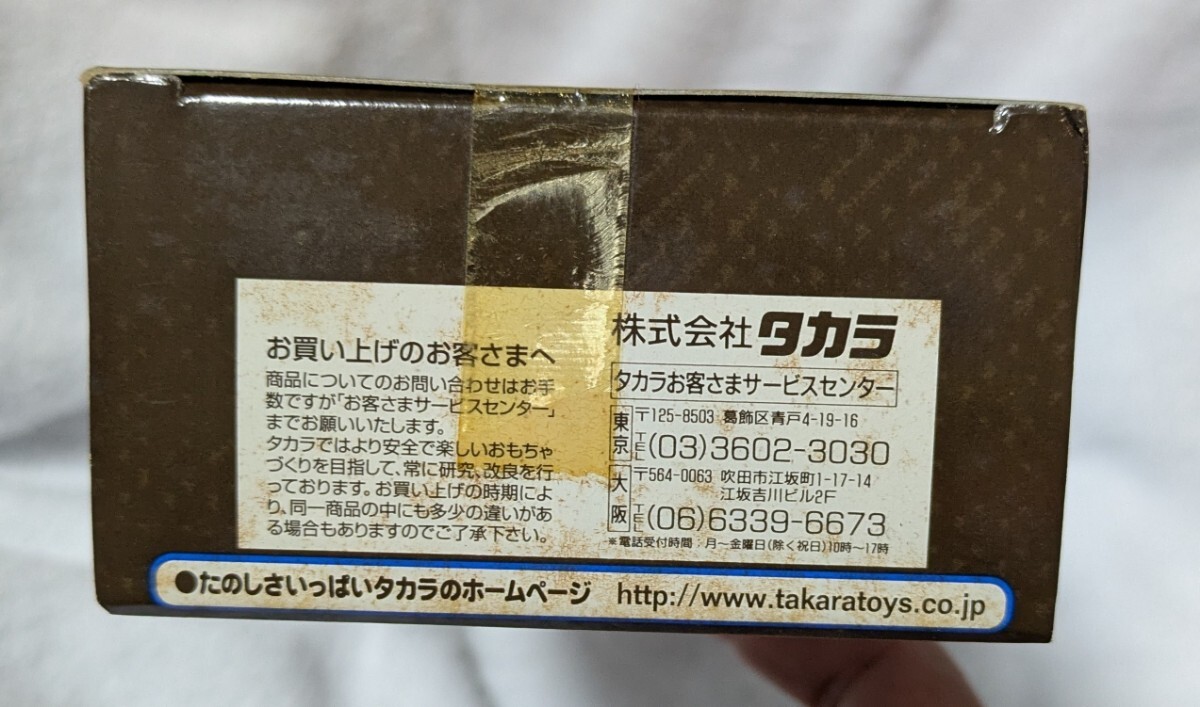 お買い上げのお客さまへ
商品についてのお問い合わせはお手
数ですが「お客さまサービスセンター」
までお願いいたします。
タカラではより安全で楽しいおもちゃ
づくりを目指して、常に研究、改良を行
っております。お買い上げの時期によ
り、同一商品の中にも多少の違いがあ
る場合もありますのでご了承下さい。
株式会社タカラ
タカラお客さまサービスセンター
東京 〒125-8503 葛飾区青戸4-19-16
TEL(03)3602-3030
大阪 〒564-0063 吹田市江坂町1-17-14
江坂吉川ビル2F
TEL(06)6339-6673
※電話受付時間:月〜金曜日(除く祝日)10時〜17時
●たのしさいっぱいタカラのホームページ http://www.takaratoys.co.jp